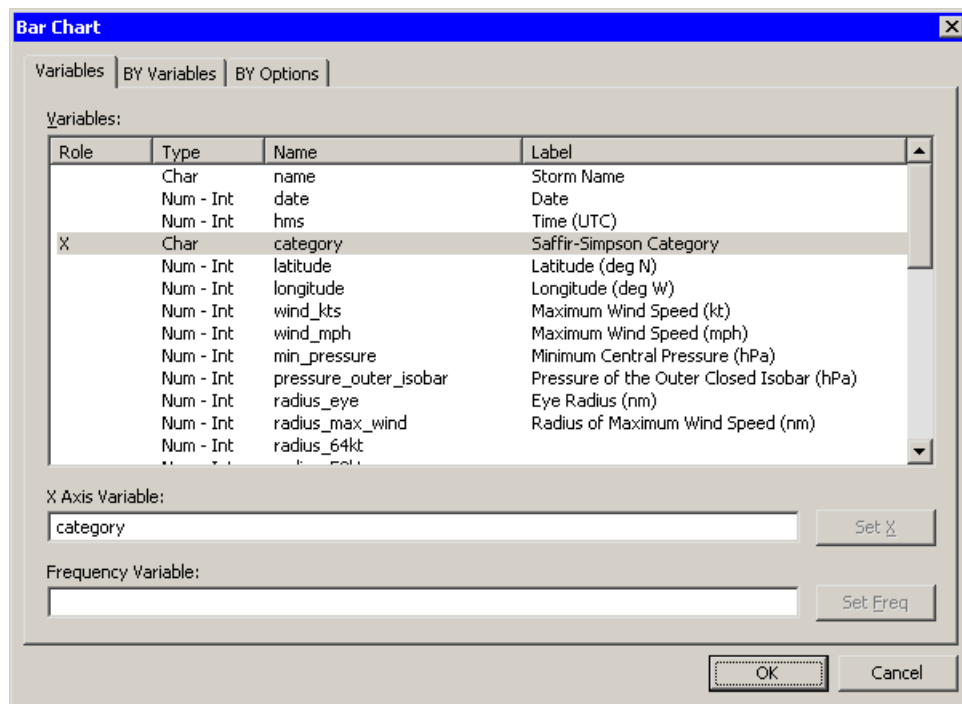 Bar Chart
Variables BY Variables BY Options
Variables:
Role Type Name Label
Char name Storm Name
Num - Int date Date
Num - Int hms Time (UTC)
X Char category Saffir-Simpson Category
Num - Int latitude Latitude (deg N)
Num - Int longitude Longitude (deg W)
Num - Int wind_kts Maximum Wind Speed (kt)
Num - Int wind_mph Maximum Wind Speed (mph)
Num - Int min_pressure Minimum Central Pressure (hPa)
Num - Int pressure_outer_isobar Pressure of the Outer Closed Isobar (hPa)
Num - Int radius_eye Eye Radius (nm)
Num - Int radius_max_wind Radius of Maximum Wind Speed (nm)
Num - Int radius_64kt
X Axis Variable:
category Set X
Frequency Variable:
Set Freq
OK Cancel